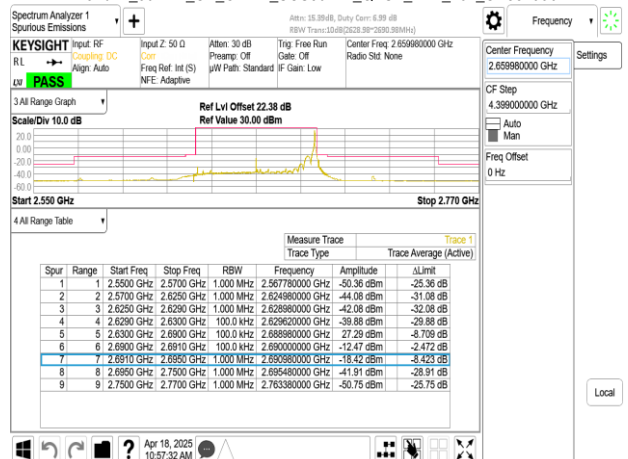 Spectrum Analyzer 1
Spurious Emissions
+
Attn: 15.39dB, Duty Corr: 6.99 dB
RBW Trans:10dB(2628.98~2690.98MHz)
Frequency
KEYSIGHT Input: RF Input Z: 50 Ω Atten: 30 dB Trig: Free Run Center Freq: 2.659980000 GHz
RL Coupling: DC Corr Preamp: Off Gate: Off Radio Std: None
Align: Auto Freq Ref: Int (S) µW Path: Standard IF Gain: Low
LXI PASS NFE: Adaptive
Center Frequency
2.659980000 GHz
Settings
CF Step
4.399000000 GHz
Auto
Man
Freq Offset
0 Hz
3 All Range Graph
Ref Lvl Offset 22.38 dB
Scale/Div 10.0 dB Ref Value 30.00 dBm
20.0
0.00
-20.0
-40.0
-60.0
Start 2.550 GHz Stop 2.770 GHz
4 All Range Table
Measure Trace Trace 1
Trace Type Trace Average (Active)
Spur Range Start Freq Stop Freq RBW Frequency Amplitude ΔLimit
1 1 2.5500 GHz 2.5700 GHz 1.000 MHz 2.567780000 GHz -50.36 dBm -25.36 dB
2 2 2.5700 GHz 2.6250 GHz 1.000 MHz 2.624980000 GHz -44.08 dBm -31.08 dB
3 3 2.6250 GHz 2.6290 GHz 1.000 MHz 2.628980000 GHz -42.08 dBm -32.08 dB
4 4 2.6290 GHz 2.6300 GHz 100.0 kHz 2.629620000 GHz -39.88 dBm -29.88 dB
5 5 2.6300 GHz 2.6900 GHz 100.0 kHz 2.688980000 GHz 27.29 dBm -8.709 dB
6 6 2.6900 GHz 2.6910 GHz 100.0 kHz 2.690000000 GHz -12.47 dBm -2.472 dB
7 7 2.6910 GHz 2.6950 GHz 1.000 MHz 2.690980000 GHz -18.42 dBm -8.423 dB
8 8 2.6950 GHz 2.7500 GHz 1.000 MHz 2.695480000 GHz -41.91 dBm -28.91 dB
9 9 2.7500 GHz 2.7700 GHz 1.000 MHz 2.763380000 GHz -50.75 dBm -25.75 dB
Local
? Apr 18, 2025
10:57:32 AM